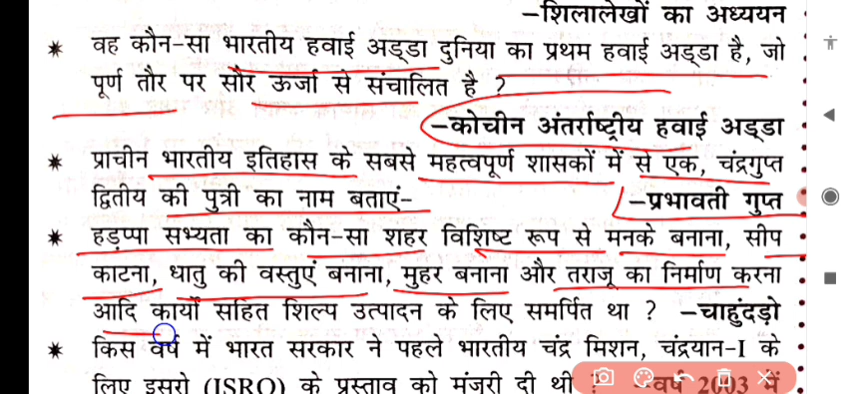 –शिलालेखों का अध्ययन
* वह कौन-सा भारतीय हवाई अड्डा दुनिया का प्रथम हवाई अड्डा है, जो
पूर्ण तौर पर सौर ऊर्जा से संचालित है ?
–कोचीन अंतर्राष्ट्रीय हवाई अड्डा
* प्राचीन भारतीय इतिहास के सबसे महत्वपूर्ण शासकों में से एक, चंद्रगुप्त
द्वितीय की पुत्री का नाम बताएं- –प्रभावती गुप्त
* हड़प्पा सभ्यता का कौन-सा शहर विशिष्ट रूप से मनके बनाना, सीप
काटना, धातु की वस्तुएं बनाना, मुहर बनाना और तराजू का निर्माण करना
आदि कार्यों सहित शिल्प उत्पादन के लिए समर्पित था ? –चाहुंदड़ो
* किस वर्ष में भारत सरकार ने पहले भारतीय चंद्र मिशन, चंद्रयान-I के
लिए इसरो (ISRO) के प्रस्ताव को मंजूरी दी थी ? –वर्ष 2003 में